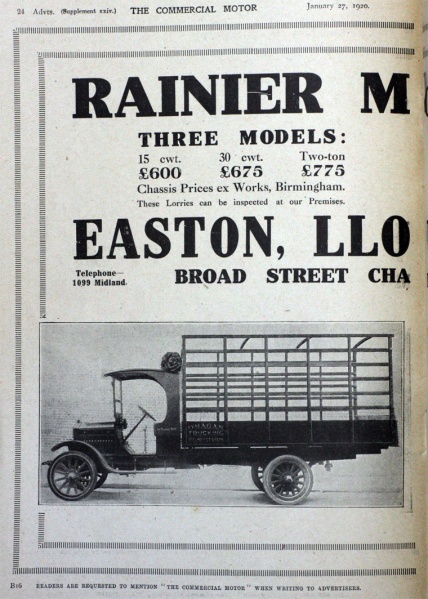 24 Advts. (Supplement xxiv.) THE COMMERCIAL MOTOR January 27, 1920.
RAINIER M
THREE MODELS:
15 cwt. 30 cwt. Two-ton
£600 £675 £775
Chassis Prices ex Works, Birmingham.
These Lorries can be inspected at our Premises.
EASTON, LLO
Telephone—
1099 Midland.
BROAD STREET CHA
TRUCKING
B16 READERS ARE REQUESTED TO MENTION "THE COMMERCIAL MOTOR" WHEN WRITING TO ADVERTISERS.